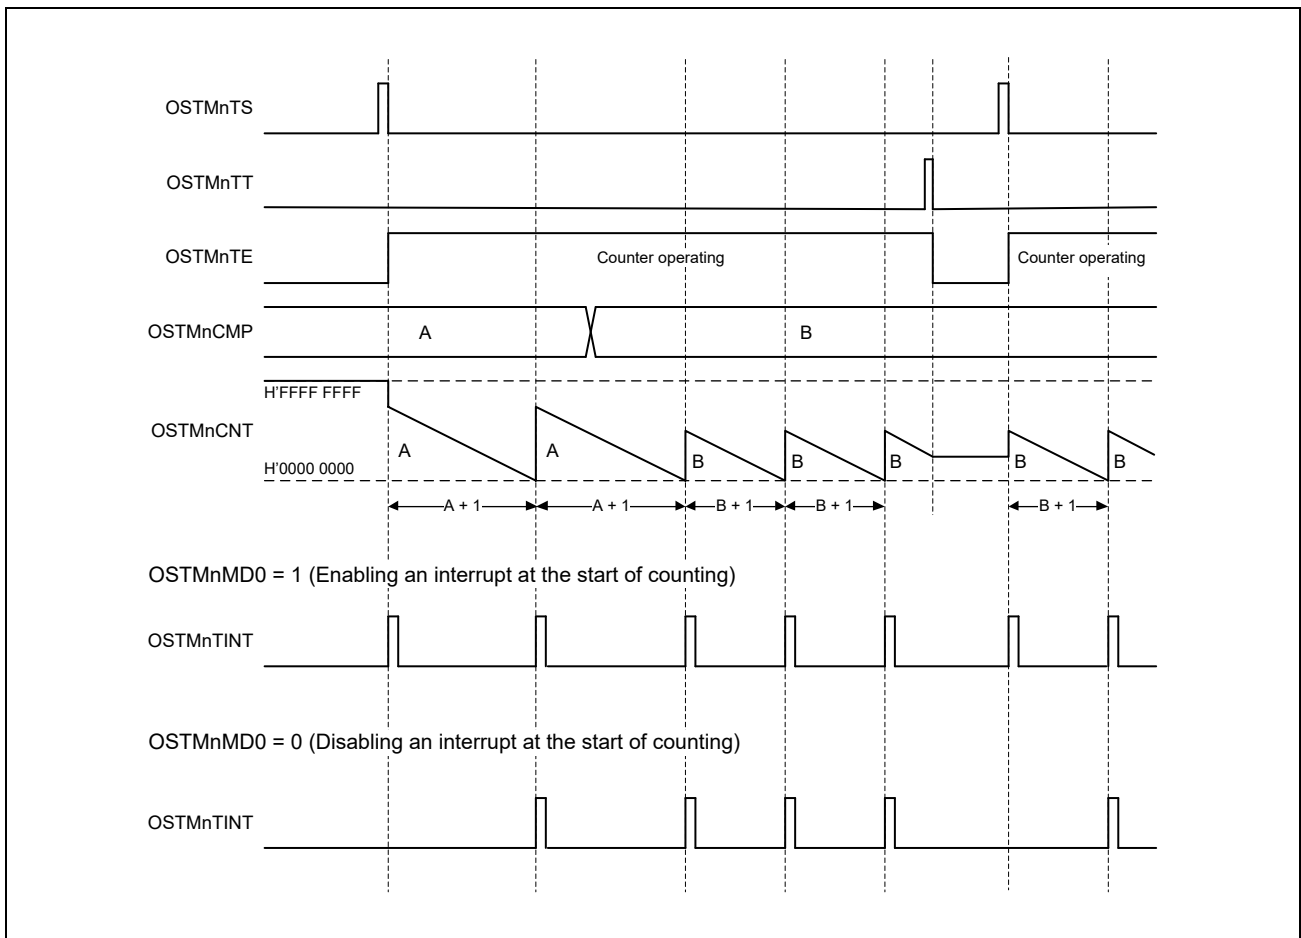 OSTMnTS
OSTMnTT
OSTMnTE
Counter operating
Counter operating
OSTMnCMP
A
B
H'FFFF FFFF
OSTMnCNT
A
A
B
B
B
B
B
H'0000 0000
A + 1
A + 1
B + 1
B + 1
B + 1
OSTMnMD0 = 1 (Enabling an interrupt at the start of counting)
OSTMnTINT
OSTMnMD0 = 0 (Disabling an interrupt at the start of counting)
OSTMnTINT